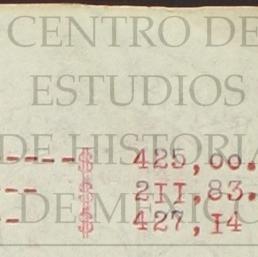 CENTRO DE
ESTUDIOS
DE HISTORIA
DE MEXICO
-----$ 425,oo.
---$ 2II,83.
--$ 427,I4